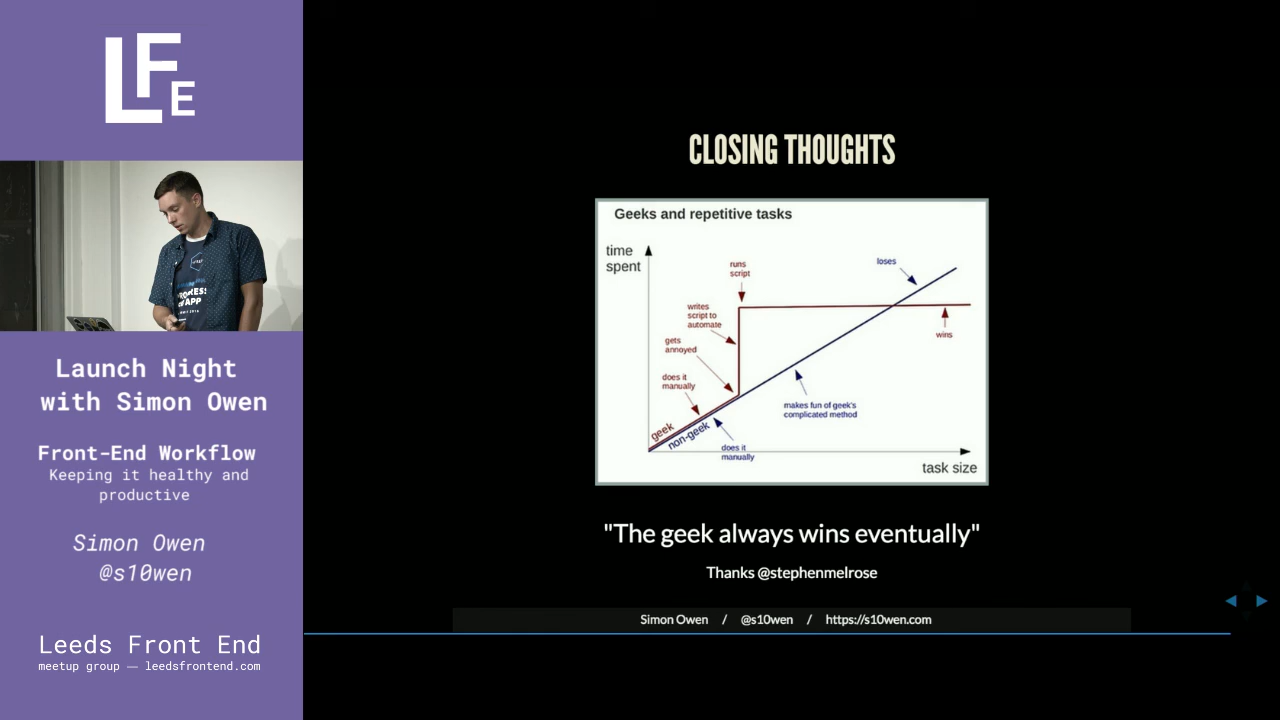 LFE
Launch Night
with Simon Owen
Front-End Workflow
Keeping it healthy and
productive
Simon Owen
@s10wen
Leeds Front End
meetup group — leedsfrontend.com
CLOSING THOUGHTS
Geeks and repetitive tasks
time
spent
runs
script
loses
writes
script to
automate
wins
gets
annoyed
does it
manually
makes fun of geek's
complicated method
geek
non-geek
does it
manually
task size
"The geek always wins eventually"
Thanks @stephenmelrose
Simon Owen / @s10wen / https://s10wen.com